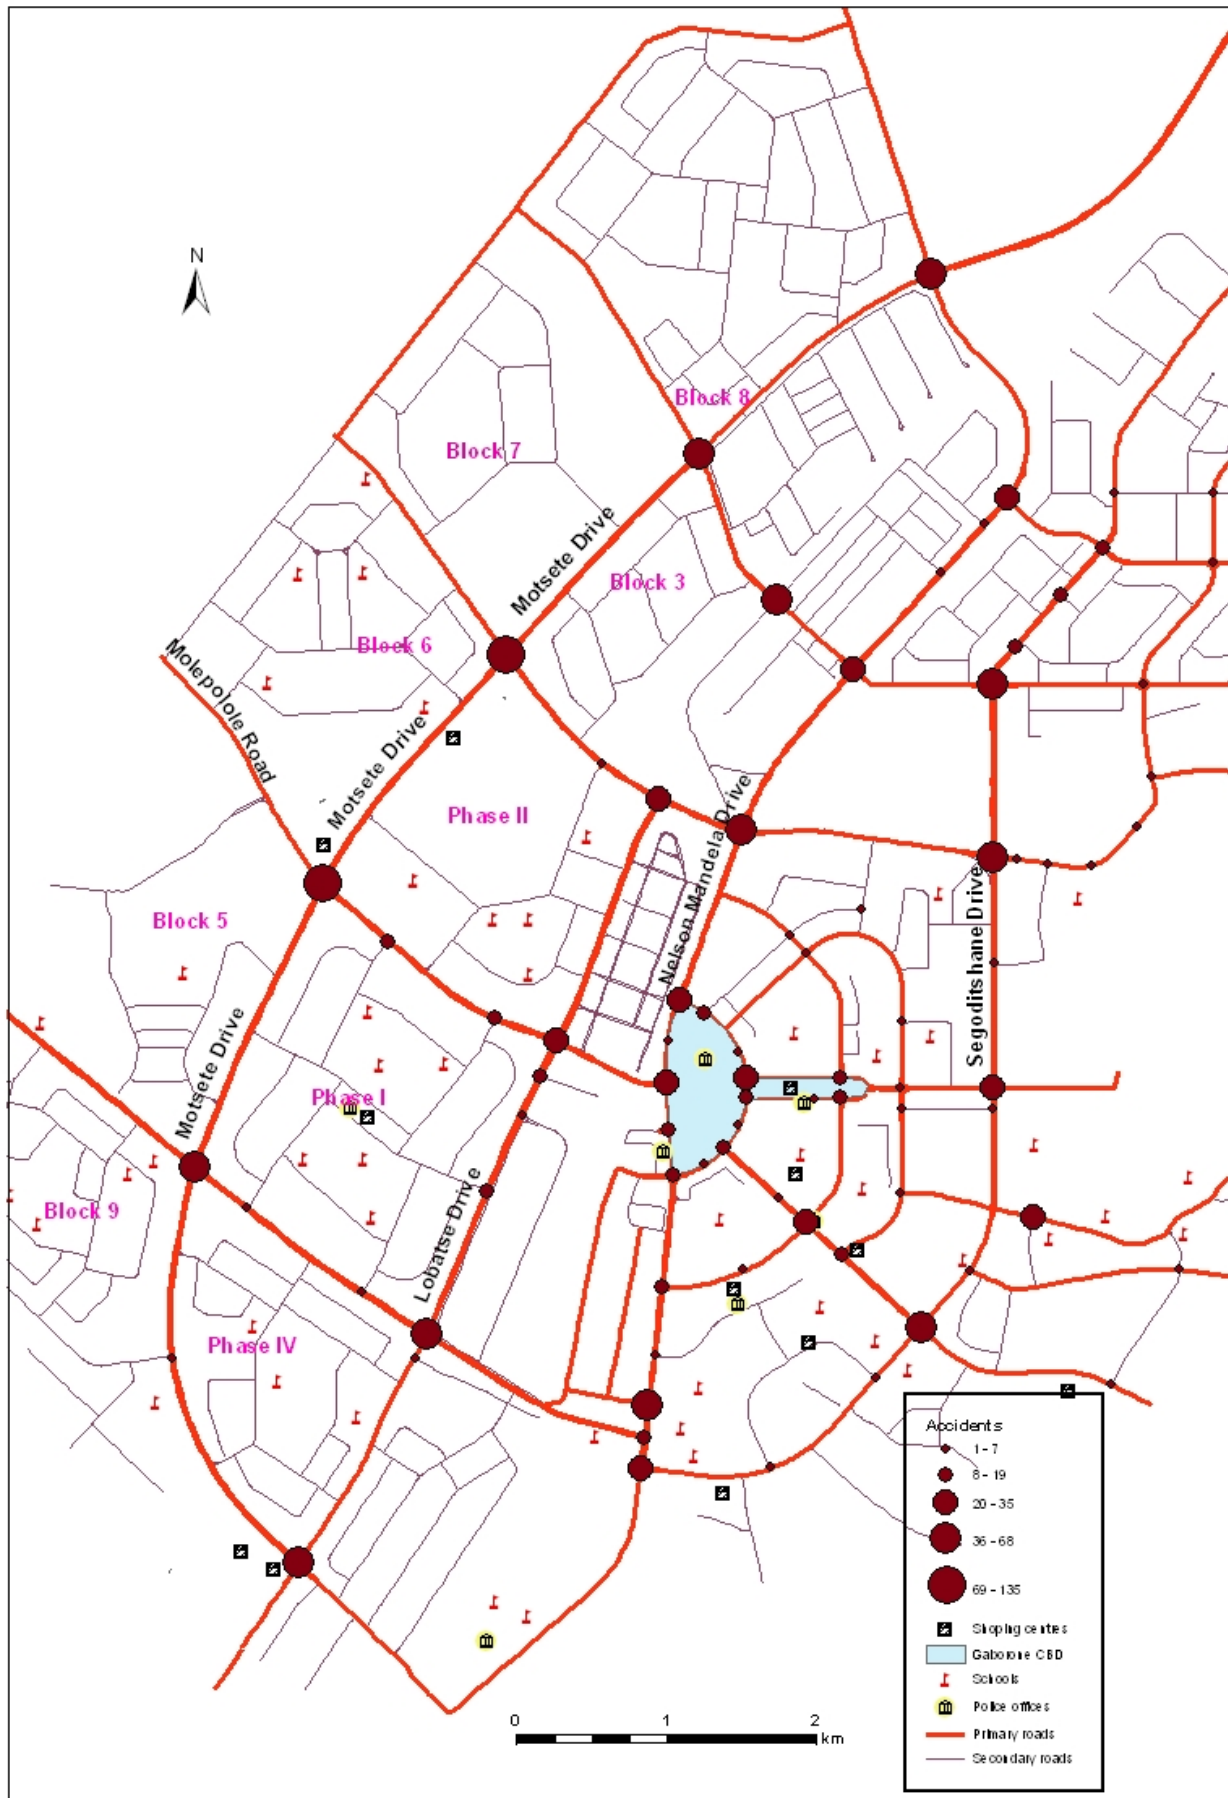 N
Block 8
Block 7
Motsete Drive
Block 3
Block 6
Molepolole Road
Motsete Drive
Phase II
Nelson Mandela Drive
Block 5
Segoditshane Drive
Motsete Drive
Phase I
Block 9
Lobatse Drive
Phase IV
Accidents
1 - 7
8 - 19
20 - 35
36 - 68
69 - 135
Shoping centres
Gaborone CBD
Schools
Police offices
Primary roads
Secondary roads
0 1 2
km